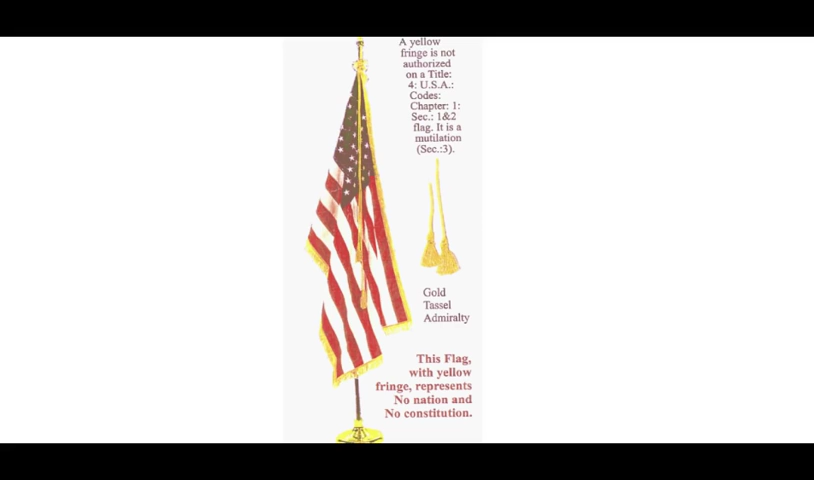 A yellow
fringe is not
authorized
on a Title:
4: U.S.A.:
Codes:
Chapter: 1:
Sec.: 1&2
flag. It is a
mutilation
(Sec.:3).
Gold
Tassel
Admiralty
This Flag,
with yellow
fringe, represents
No nation and
No constitution.